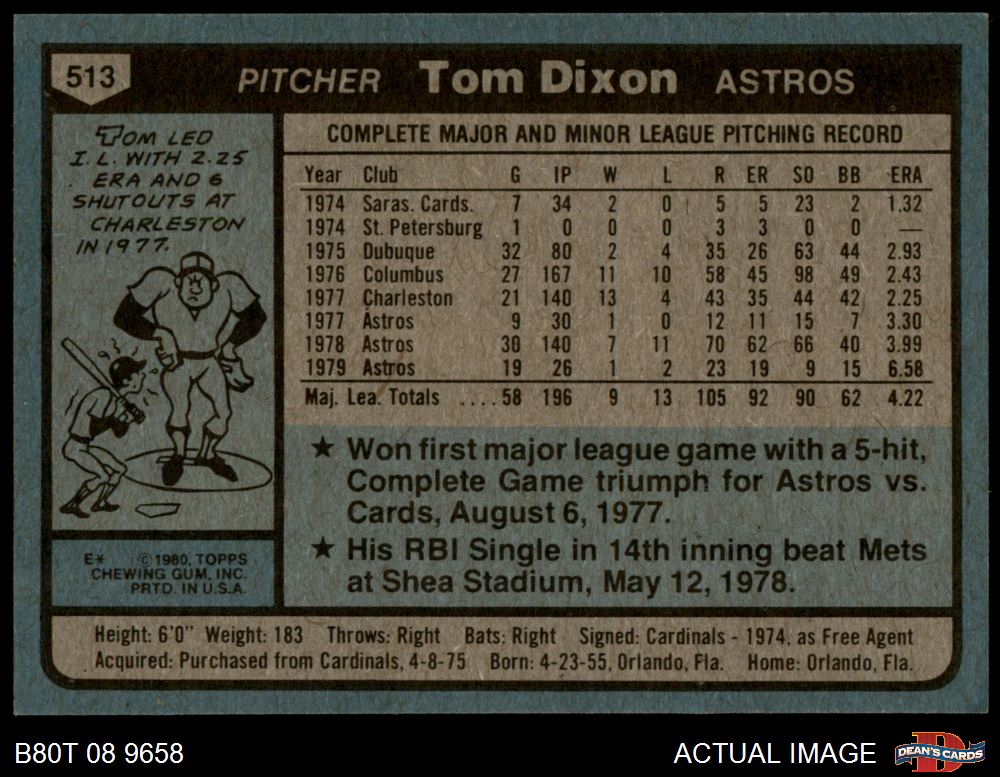 513
PITCHER Tom Dixon ASTROS
TOM LED
I.L. WITH 2.25
ERA AND 6
SHUTOUTS AT
CHARLESTON
IN 1977.
E* © 1980, TOPPS
CHEWING GUM, INC.
PRTD. IN U.S.A.
COMPLETE MAJOR AND MINOR LEAGUE PITCHING RECORD
Year Club G IP W L R ER SO BB ERA
1974 Saras. Cards. 7 34 2 0 5 5 23 2 1.32
1974 St. Petersburg 1 0 0 0 3 3 0 0 —
1975 Dubuque 32 80 2 4 35 26 63 44 2.93
1976 Columbus 27 167 11 10 58 45 98 49 2.43
1977 Charleston 21 140 13 4 43 35 44 42 2.25
1977 Astros 9 30 1 0 12 11 15 7 3.30
1978 Astros 30 140 7 11 70 62 66 40 3.99
1979 Astros 19 26 1 2 23 19 9 15 6.58
Maj. Lea. Totals ....58 196 9 13 105 92 90 62 4.22
★ Won first major league game with a 5-hit,
Complete Game triumph for Astros vs.
Cards, August 6, 1977.
★ His RBI Single in 14th inning beat Mets
at Shea Stadium, May 12, 1978.
Height: 6'0" Weight: 183 Throws: Right Bats: Right Signed: Cardinals - 1974, as Free Agent
Acquired: Purchased from Cardinals, 4-8-75 Born: 4-23-55, Orlando, Fla. Home: Orlando, Fla.
B80T 08 9658
ACTUAL IMAGE
D
DEAN'S CARDS